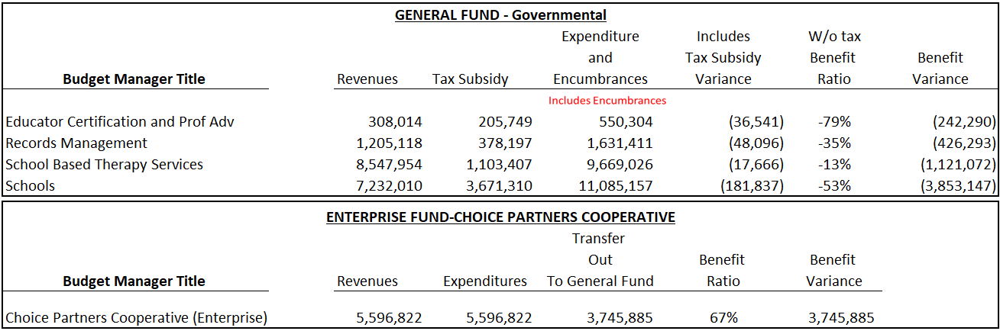 GENERAL FUND - Governmental
Expenditure Includes W/o tax
and Tax Subsidy Benefit Benefit
Budget Manager Title Revenues Tax Subsidy Encumbrances Variance Ratio Variance
Includes Encumbrances
Educator Certification and Prof Adv 308,014 205,749 550,304 (36,541) -79% (242,290)
Records Management 1,205,118 378,197 1,631,411 (48,096) -35% (426,293)
School Based Therapy Services 8,547,954 1,103,407 9,669,026 (17,666) -13% (1,121,072)
Schools 7,232,010 3,671,310 11,085,157 (181,837) -53% (3,853,147)
ENTERPRISE FUND-CHOICE PARTNERS COOPERATIVE
Transfer
Out Benefit Benefit
Budget Manager Title Revenues Expenditures To General Fund Ratio Variance
Choice Partners Cooperative (Enterprise) 5,596,822 5,596,822 3,745,885 67% 3,745,885